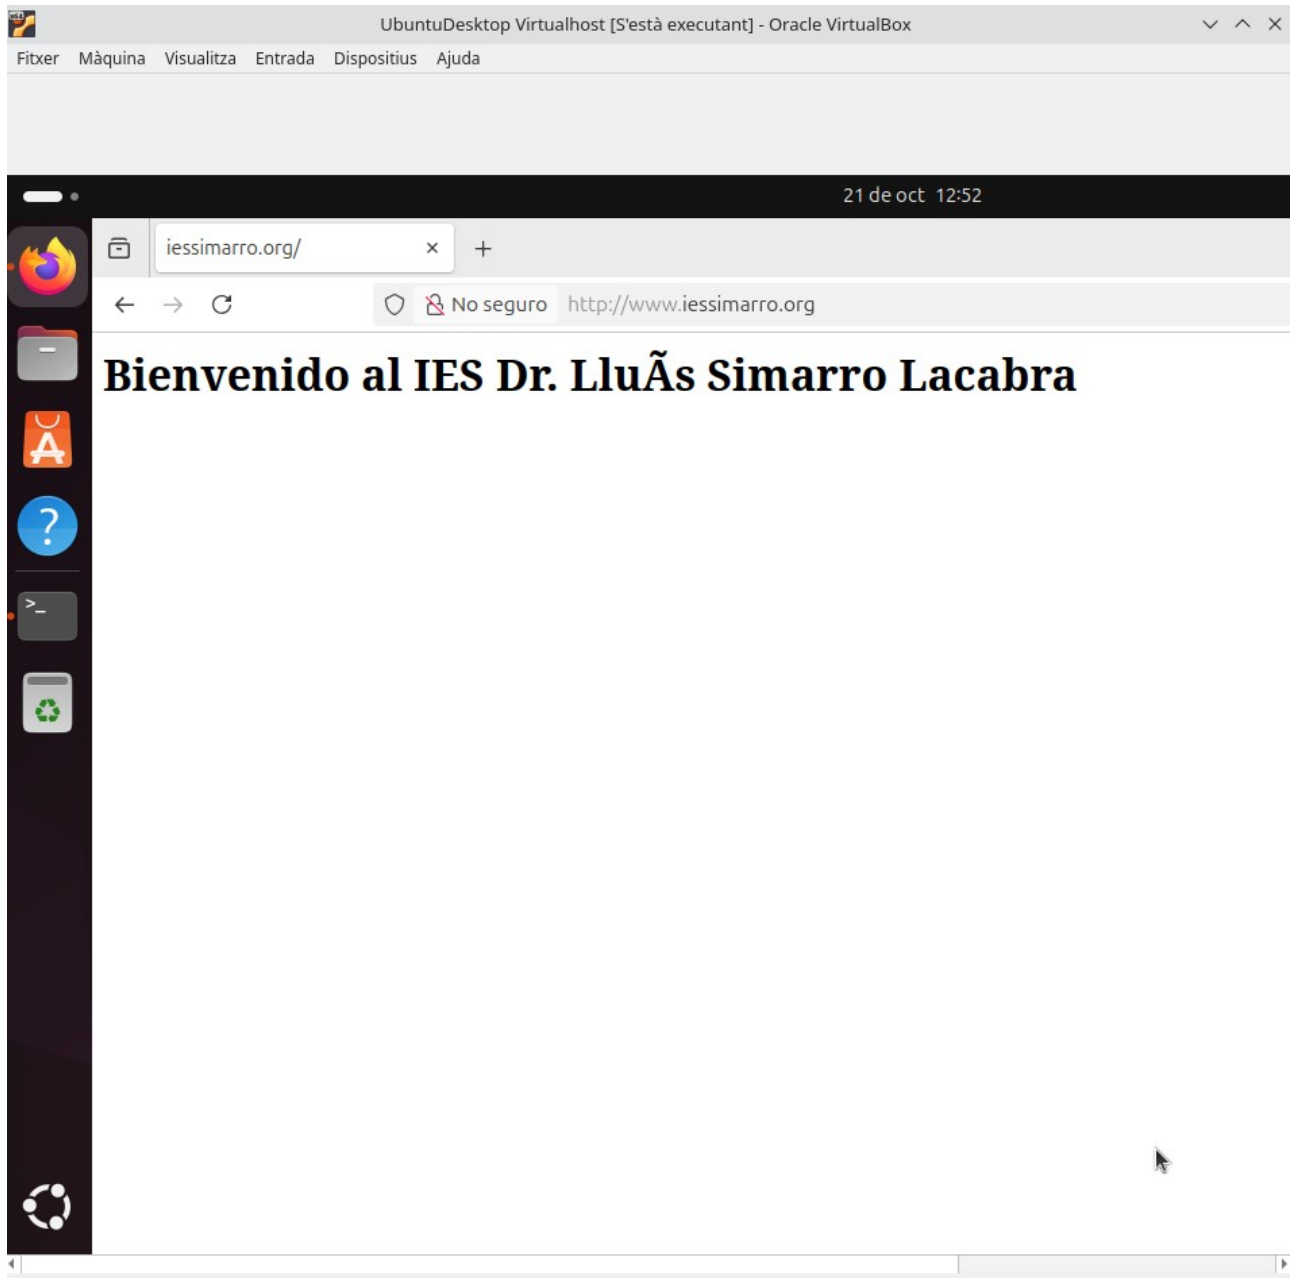 UbuntuDesktop Virtualhost [S'està executant] - Oracle VirtualBox
Fitxer Màquina Visualitza Entrada Dispositius Ajuda
21 de oct 12:52
iessimarro.org/
No seguro http://www.iessimarro.org
Bienvenido al IES Dr. LluÃs Simarro Lacabra